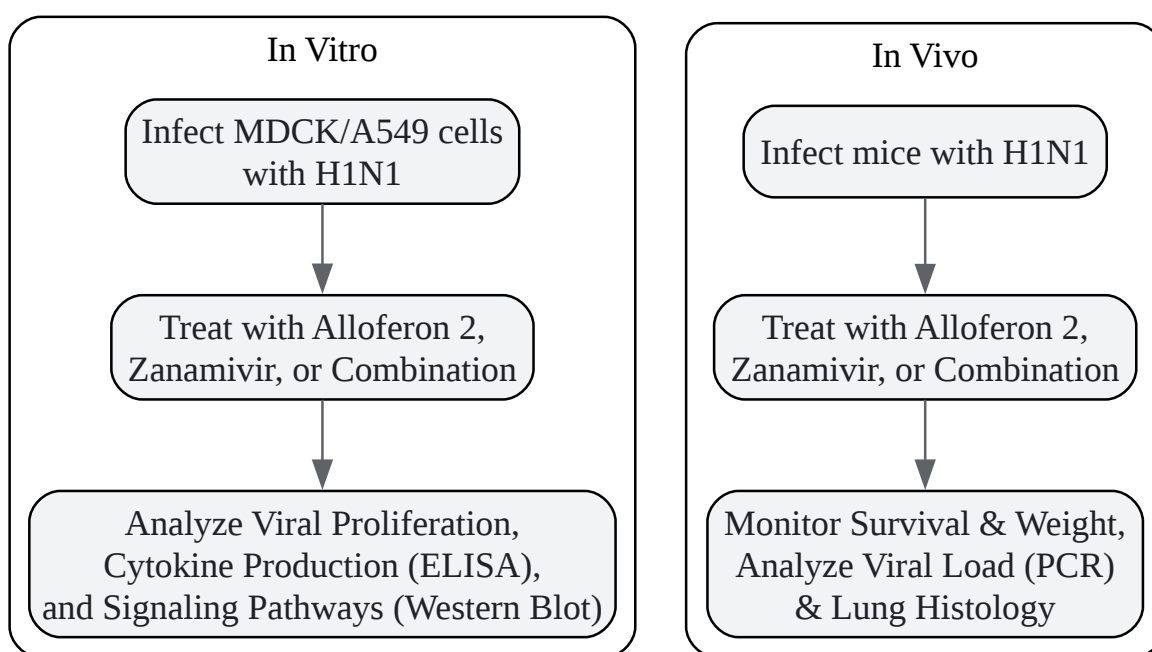 In Vitro
Infect MDCK/A549 cells
with H1N1
Treat with Alloferon 2,
Zanamivir, or Combination
Analyze Viral Proliferation,
Cytokine Production (ELISA),
and Signaling Pathways (Western Blot)
In Vivo
Infect mice with H1N1
Treat with Alloferon 2,
Zanamivir, or Combination
Monitor Survival & Weight,
Analyze Viral Load (PCR)
& Lung Histology